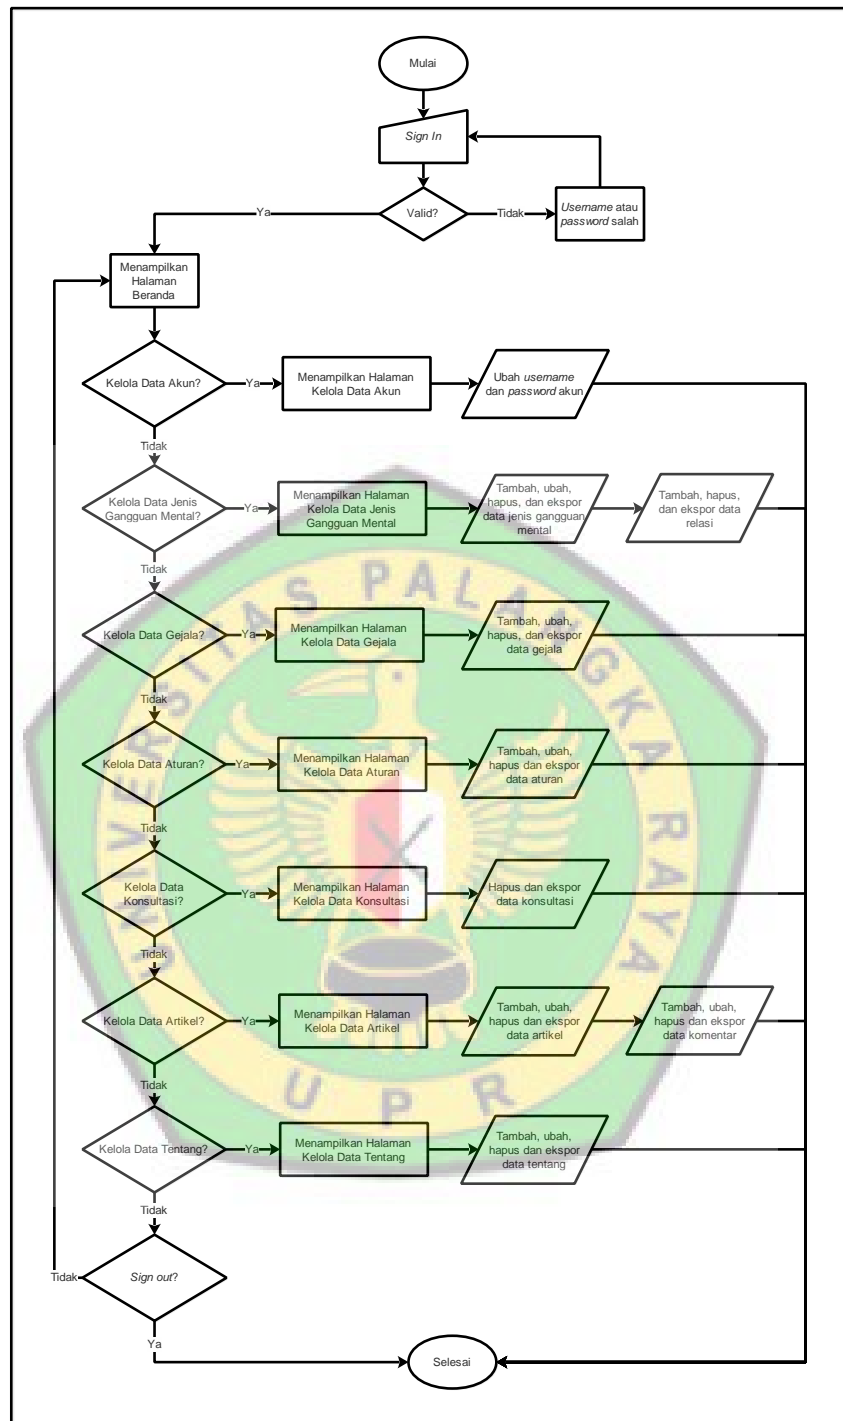 Mulai
Sign In
Valid?
Tidak
Username atau
password salah
Ya
Menampilkan
Halaman
Beranda
Kelola Data Akun?
Ya
Menampilkan Halaman
Kelola Data Akun
Ubah username
dan password akun
Tidak
Kelola Data Jenis
Gangguan Mental?
Ya
Menampilkan Halaman
Kelola Data Jenis
Gangguan Mental
Tambah, ubah,
hapus, dan ekspor
data jenis gangguan
mental
Tambah, hapus,
dan ekspor data
relasi
Tidak
Kelola Data Gejala?
Ya
Menampilkan Halaman
Kelola Data Gejala
Tambah, ubah,
hapus, dan ekspor
data gejala
Tidak
Kelola Data Aturan?
Ya
Menampilkan Halaman
Kelola Data Aturan
Tambah, ubah,
hapus dan ekspor
data aturan
Tidak
Kelola Data
Konsultasi?
Ya
Menampilkan Halaman
Kelola Data Konsultasi
Hapus dan ekspor
data konsultasi
Tidak
Kelola Data Artikel?
Ya
Menampilkan Halaman
Kelola Data Artikel
Tambah, ubah,
hapus dan ekspor
data artikel
Tambah, ubah,
hapus dan ekspor
data komentar
Tidak
Kelola Data Tentang?
Ya
Menampilkan Halaman
Kelola Data Tentang
Tambah, ubah,
hapus dan ekspor
data tentang
Tidak
Sign out?
Tidak
Ya
Selesai
UNIVERSITAS PALANGKA RAYA
UPR